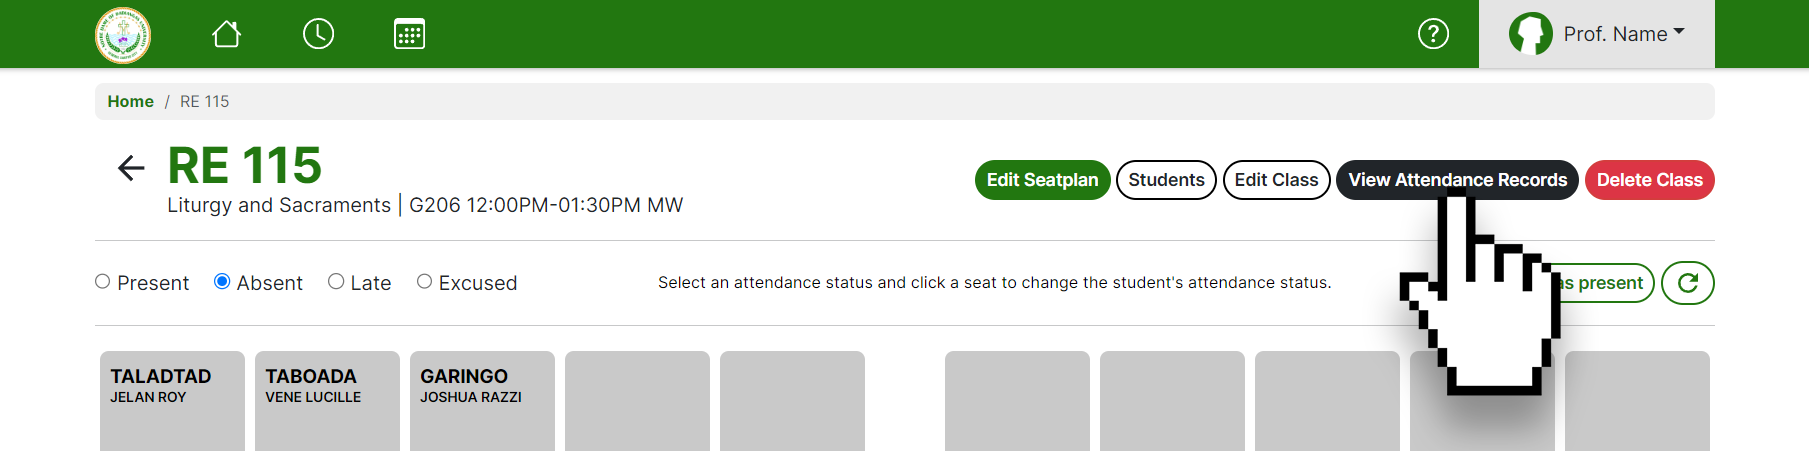 Prof. Name
Home / RE 115
RE 115
Liturgy and Sacraments | G206 12:00PM-01:30PM MW
Edit Seatplan
Students
Edit Class
View Attendance Records
Delete Class
Present
Absent
Late
Excused
Select an attendance status and click a seat to change the student's attendance status.
as present
TALADTAD
JELAN ROY
TABOADA
VENE LUCILLE
GARINGO
JOSHUA RAZZI